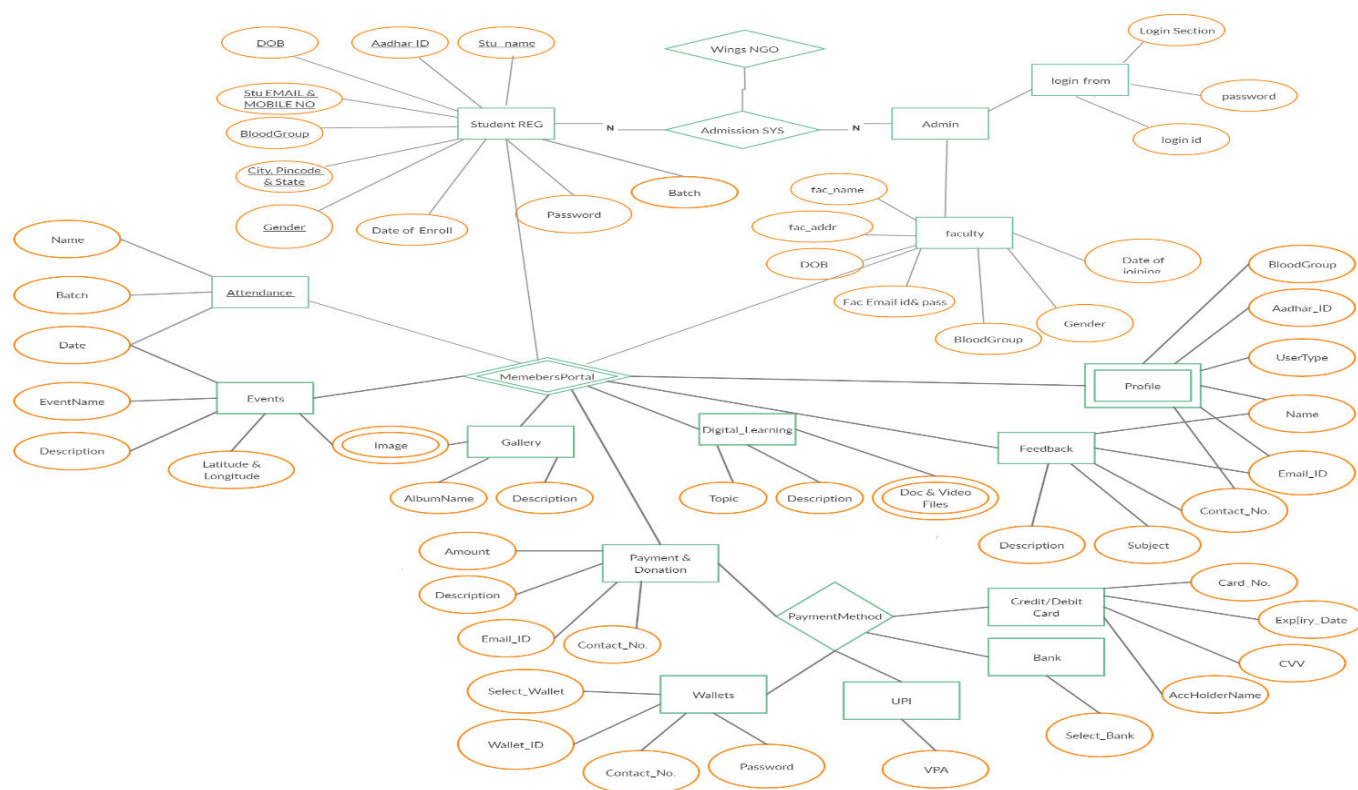 DOB
Aadhar ID
Stu_name
Wings NGO
Login Section
login from
password
login id
Stu EMAIL &
MOBILE NO
BloodGroup
City, Pincode
& State
Gender
Student REG
N
Admission SYS
N
Admin
Date of Enroll
Password
Batch
fac_name
fac_addr
DOB
faculty
Fac Email id& pass
BloodGroup
Gender
Date of
joining
Name
Batch
Date
Attendance
EventName
Description
Events
Latitude &
Longitude
MemebersPortal
Image
Gallery
AlbumName
Description
Digital_Learning
Topic
Description
Doc & Video
Files
BloodGroup
Aadhar_ID
UserType
Profile
Name
Email_ID
Contact_No.
Feedback
Description
Subject
Amount
Description
Email_ID
Contact_No.
Payment &
Donation
PaymentMethod
Credit/Debit
Card
Card_No.
Exp[iry_Date
CVV
AccHolderName
Bank
Select_Bank
Wallets
Select_Wallet
Wallet_ID
Contact_No.
Password
UPI
VPA